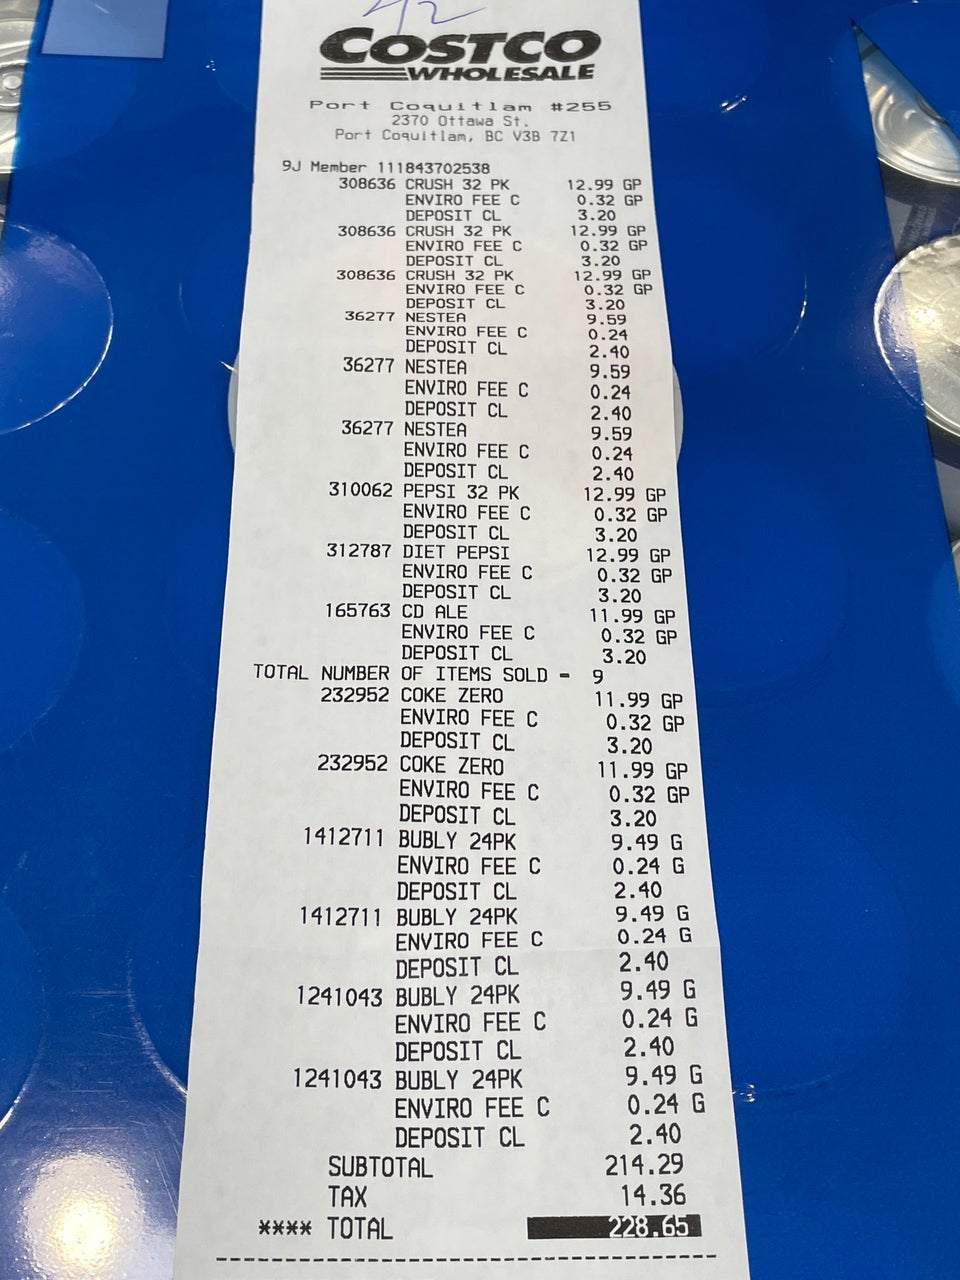 42
COSTCO
WHOLESALE
Port Coquitlam #255
2370 Ottawa St.
Port Coquitlam, BC V3B 7Z1
9J Member 111843702538
308636 CRUSH 32 PK 12.99 GP
ENVIRO FEE C 0.32 GP
DEPOSIT CL 3.20
308636 CRUSH 32 PK 12.99 GP
ENVIRO FEE C 0.32 GP
DEPOSIT CL 3.20
308636 CRUSH 32 PK 12.99 GP
ENVIRO FEE C 0.32 GP
DEPOSIT CL 3.20
36277 NESTEA 9.59
ENVIRO FEE C 0.24
DEPOSIT CL 2.40
36277 NESTEA 9.59
ENVIRO FEE C 0.24
DEPOSIT CL 2.40
36277 NESTEA 9.59
ENVIRO FEE C 0.24
DEPOSIT CL 2.40
310062 PEPSI 32 PK 12.99 GP
ENVIRO FEE C 0.32 GP
DEPOSIT CL 3.20
312787 DIET PEPSI 12.99 GP
ENVIRO FEE C 0.32 GP
DEPOSIT CL 3.20
165763 CD ALE 11.99 GP
ENVIRO FEE C 0.32 GP
DEPOSIT CL 3.20
TOTAL NUMBER OF ITEMS SOLD - 9
232952 COKE ZERO 11.99 GP
ENVIRO FEE C 0.32 GP
DEPOSIT CL 3.20
232952 COKE ZERO 11.99 GP
ENVIRO FEE C 0.32 GP
DEPOSIT CL 3.20
1412711 BUBLY 24PK 9.49 G
ENVIRO FEE C 0.24 G
DEPOSIT CL 2.40
1412711 BUBLY 24PK 9.49 G
ENVIRO FEE C 0.24 G
DEPOSIT CL 2.40
1241043 BUBLY 24PK 9.49 G
ENVIRO FEE C 0.24 G
DEPOSIT CL 2.40
1241043 BUBLY 24PK 9.49 G
ENVIRO FEE C 0.24 G
DEPOSIT CL 2.40
SUBTOTAL 214.29
TAX 14.36
**** TOTAL 228.65